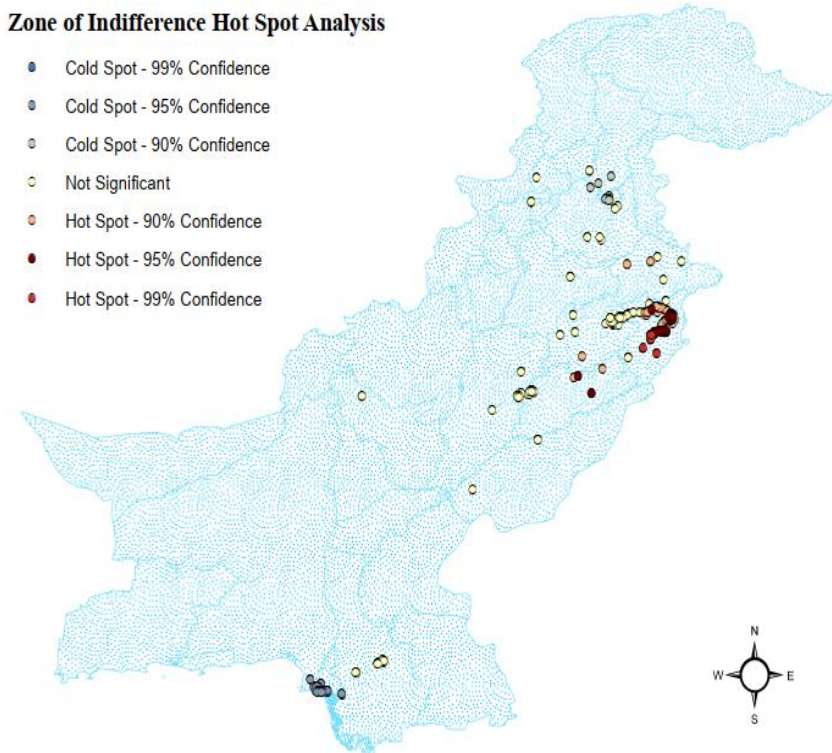 Zone of Indifference Hot Spot Analysis
Cold Spot - 99% Confidence
Cold Spot - 95% Confidence
Cold Spot - 90% Confidence
Not Significant
Hot Spot - 90% Confidence
Hot Spot - 95% Confidence
Hot Spot - 99% Confidence
N
W E
S